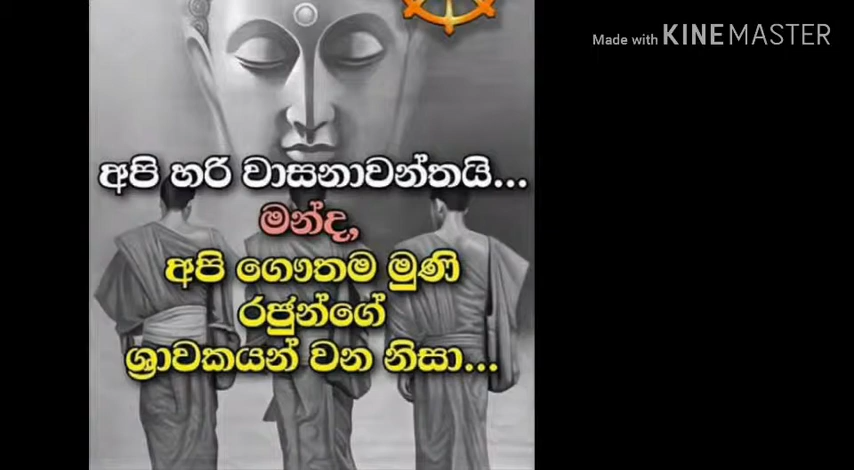 Made with KINEMASTER
අපි හරි වාසනාවන්තයි...
මන්ද,
අපි ගෞතම මුණි
රජුන්ගේ
ශ්‍රාවකයන් වන නිසා...